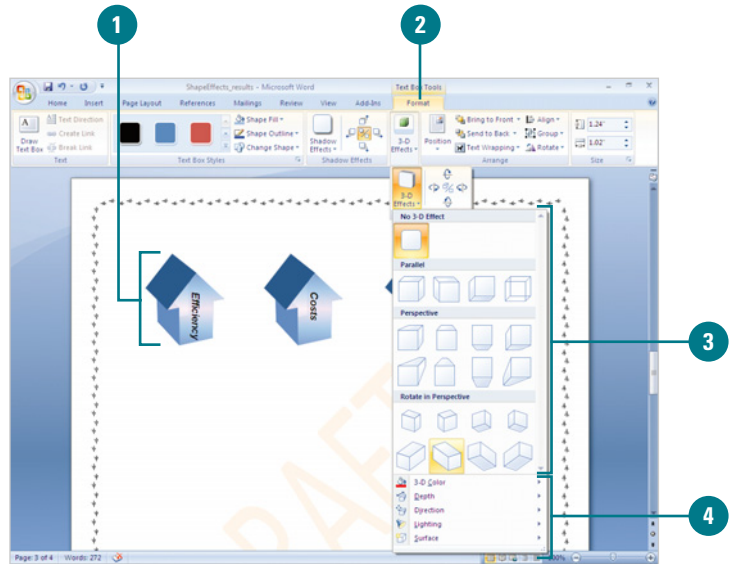 1
2
ShapeEffects_results - Microsoft Word
Text Box Tools
Home Insert Page Layout References Mailings Review View Add-Ins Format
Draw
Text Box
Text Direction
Create Link
Break Link
Text
Shape Fill
Shape Outline
Change Shape
Text Box Styles
Shadow
Effects
Shadow Effects
3-D
Effects
Position
Bring to Front
Send to Back
Text Wrapping
Align
Group
Rotate
Arrange
1.24"
1.02"
Size
3-D
Effects
No 3-D Effect
Parallel
Perspective
Rotate in Perspective
3-D Color
Depth
Direction
Lighting
Surface
1
Efficiency
Costs
DRAFT
3
4
Page: 3 of 4 Words: 272
100%